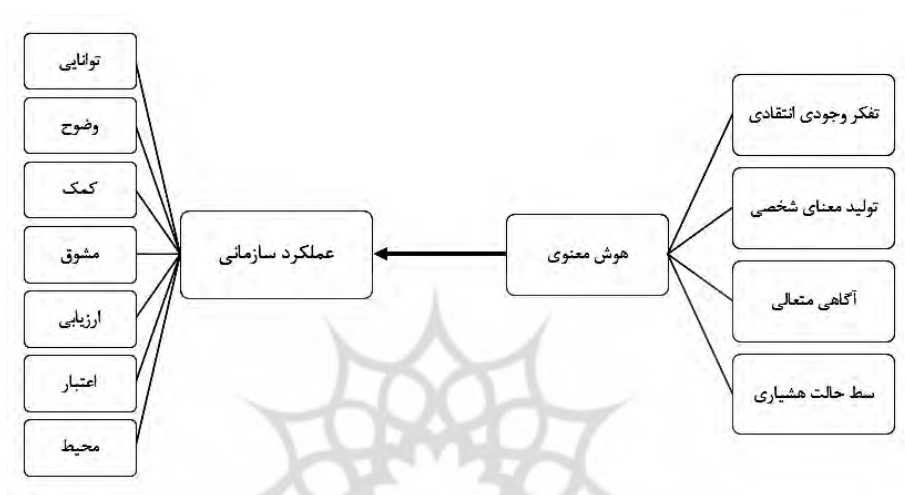 تفکر وجودی انتقادی
تولید معنای شخصی
آگاهی متعالی
سط حالت هشیاری
هوش معنوی
عملکرد سازمانی
توانایی
وضوح
کمک
مشوق
ارزیابی
اعتبار
محیط